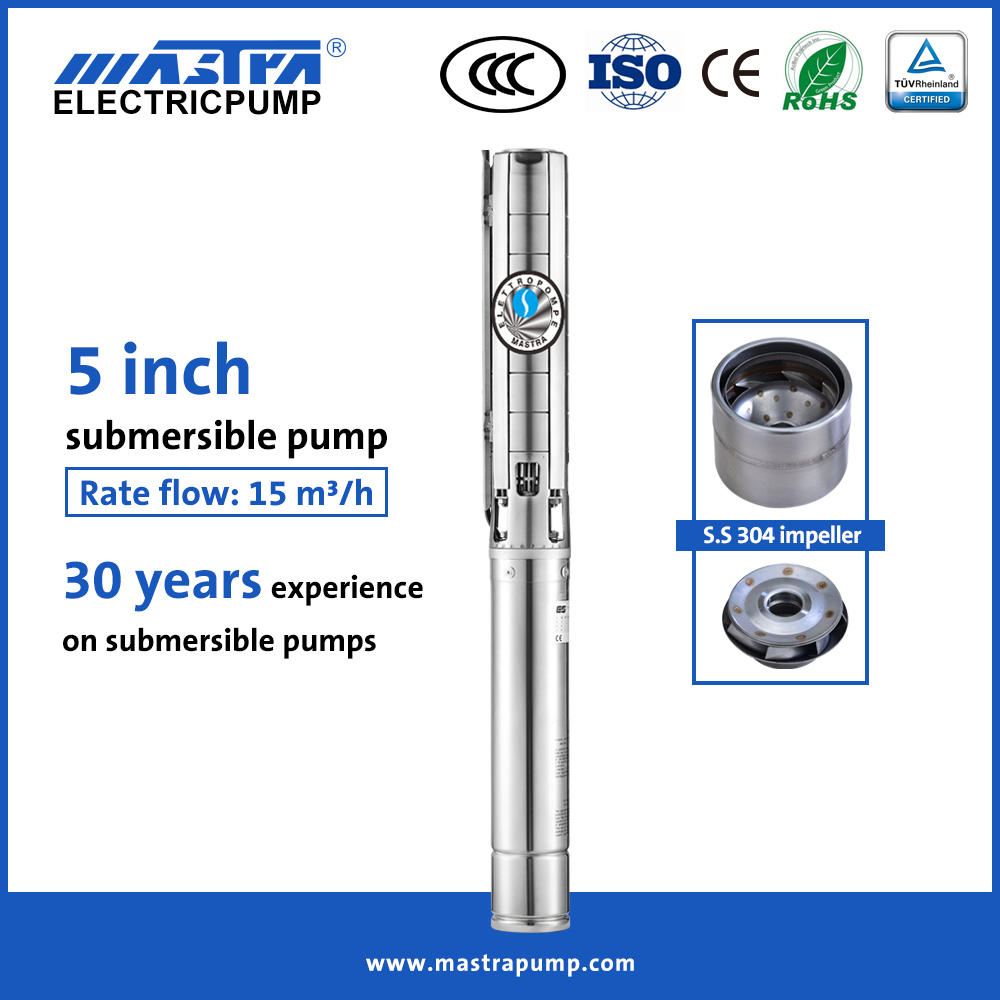 MASTRA®
ELECTRICPUMP
CCC
ISO
CE
RoHS
TÜVRheinland
CERTIFIED
ELETTROPOMPE
MASTRA
5 inch
submersible pump
Rate flow: 15 m³/h
30 years experience
on submersible pumps
S.S 304 impeller
CE
www.mastrapump.com